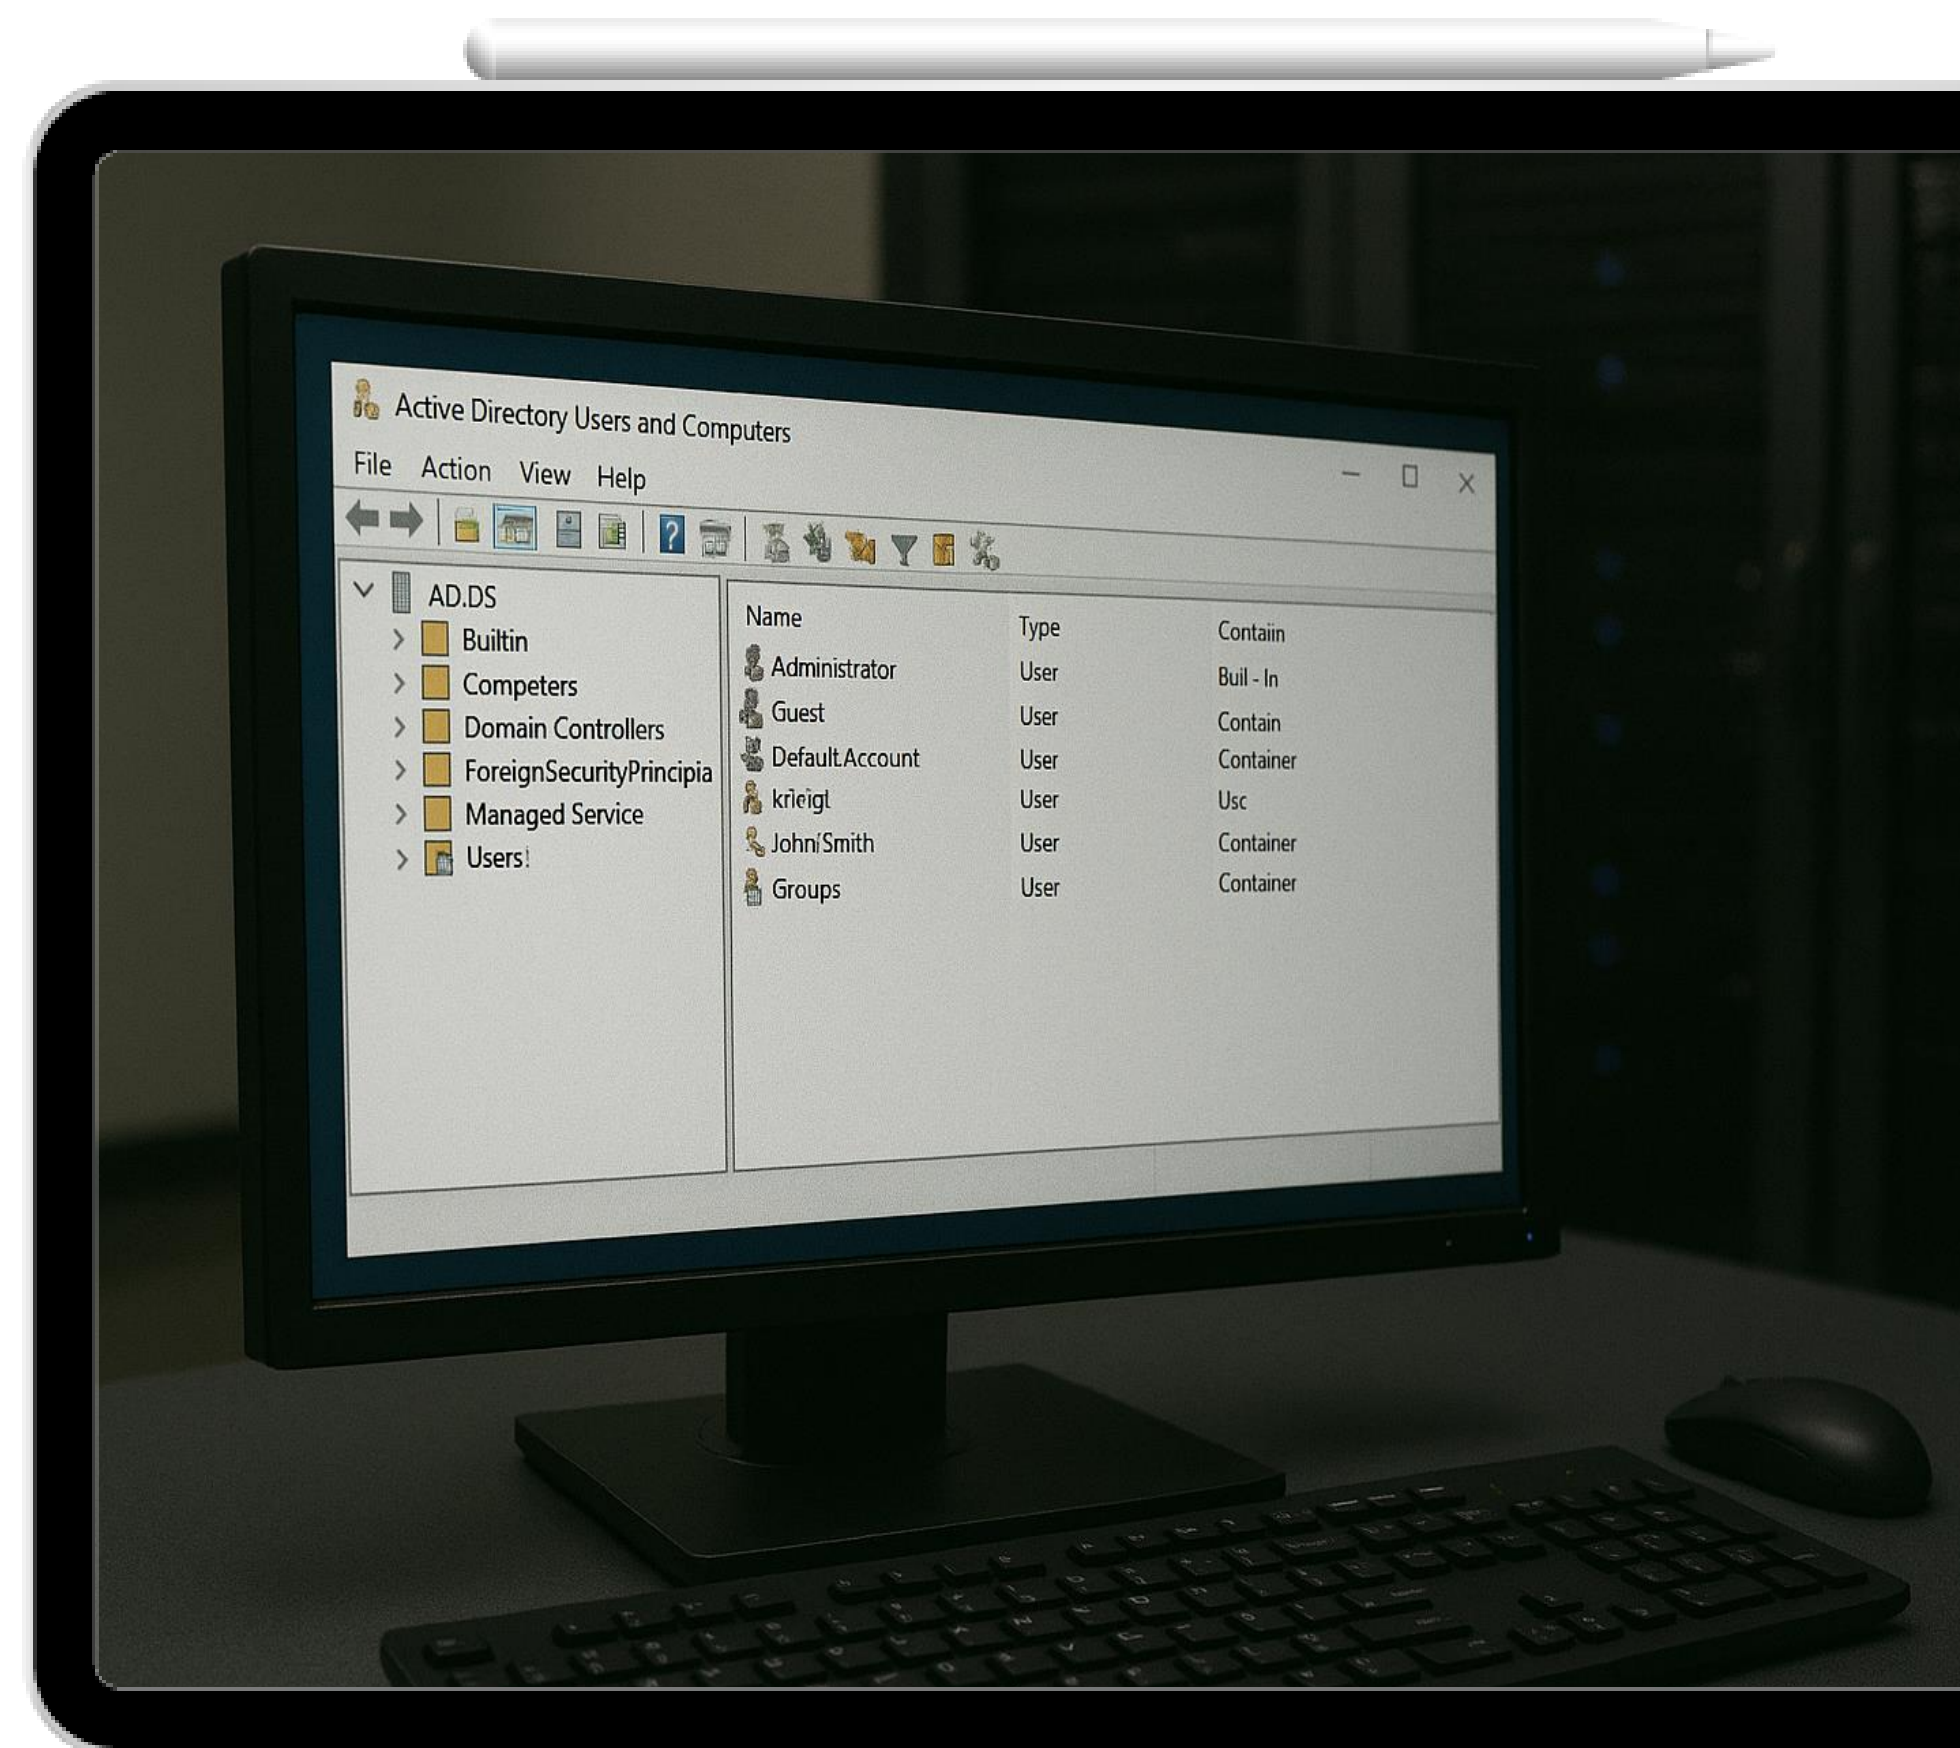 Active Directory Users and Computers
File Action View Help
AD.DS
Builtin
Competers
Domain Controllers
ForeignSecurityPrincipia
Managed Service
Users
Name Type Contaiin
Administrator User Buil - In
Guest User Contain
Default.Account User Container
User Usc
John Smith User Container
Groups User Container